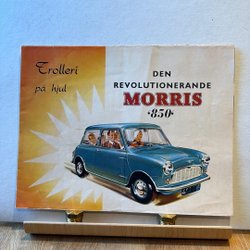 Trolleri
på hjul
DEN
REVOLUTIONERANDE
MORRIS
·850·